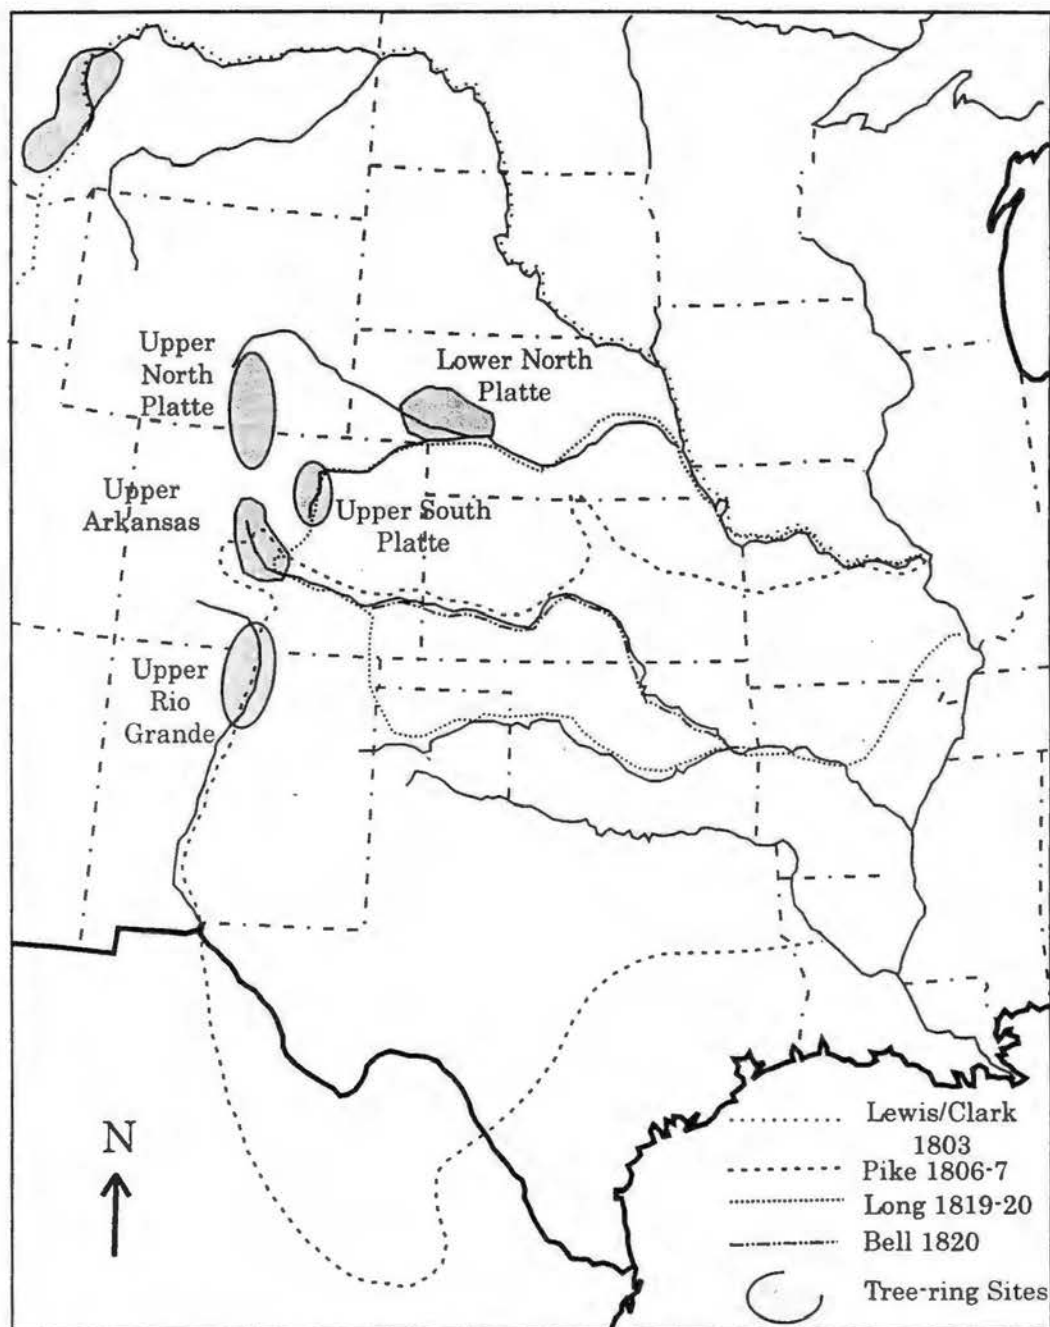 Upper
North
Platte
Lower North
Platte
Upper
Arkansas
Upper South
Platte
Upper
Rio
Grande
N
Lewis/Clark
1803
Pike 1806-7
Long 1819-20
Bell 1820
Tree-ring Sites